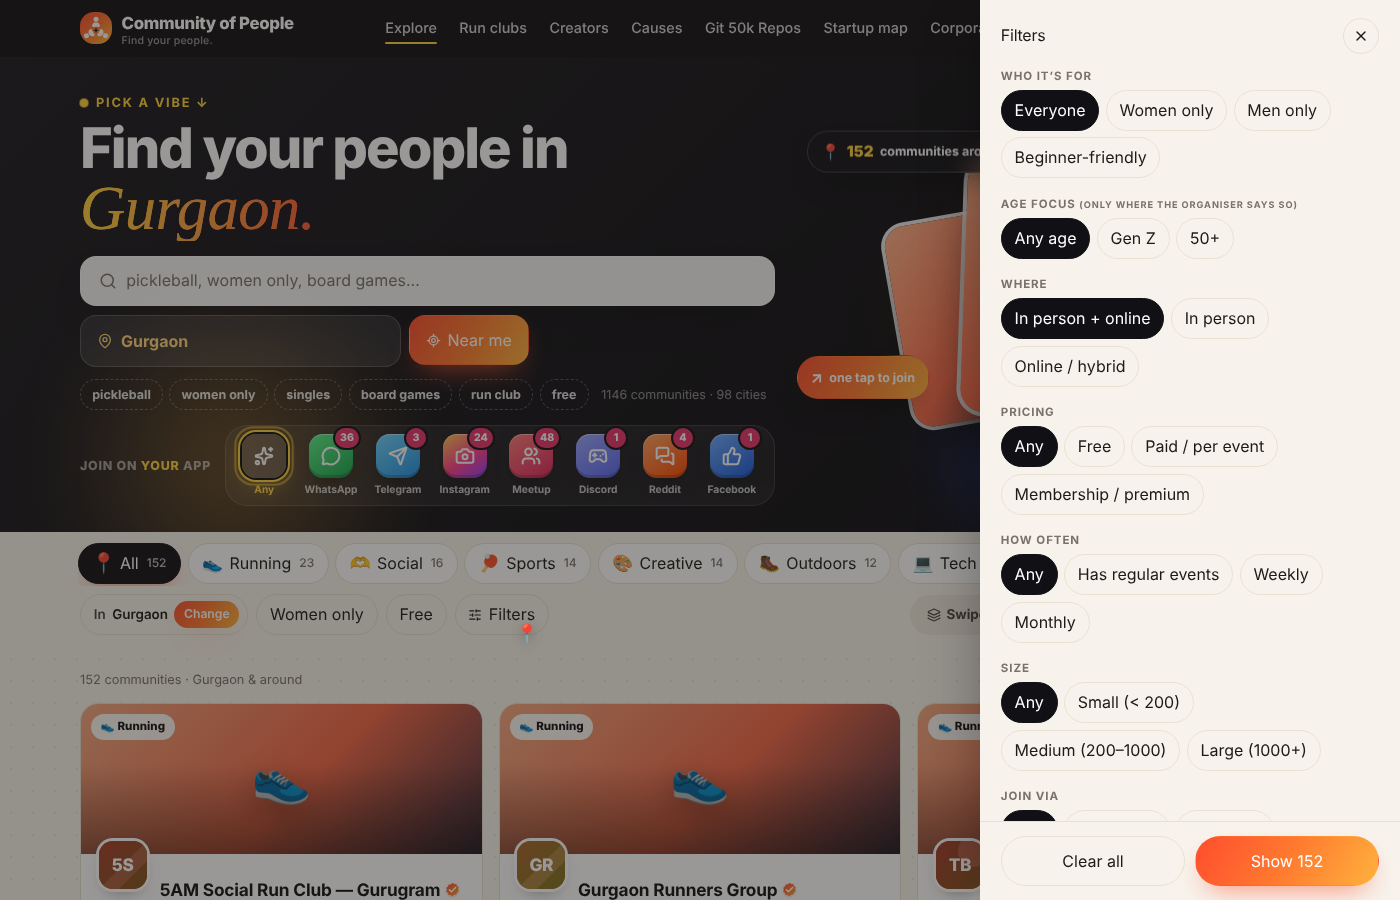 Community of People
Find your people.
Explore Run clubs Creators Causes Git 50k Repos Startup map
PICK A VIBE ↓
Find your people in
Gurgaon.
152 communities
pickleball, women only, board games...
Gurgaon
Near me
one tap to join
pickleball women only singles board games run club free 1146 communities · 98 cities
JOIN ON YOUR APP
36 3 24 48 1 4 1
Any WhatsApp Telegram Instagram Meetup Discord Reddit Facebook
All 152 Running 23 Social 16 Sports 14 Creative 14 Outdoors 12 Tech
In Gurgaon Change Women only Free Filters
152 communities · Gurgaon & around
Running
Running
5S
GR
TB
5AM Social Run Club — Gurugram
Gurgaon Runners Group
Filters
WHO IT'S FOR
Everyone Women only Men only
Beginner-friendly
AGE FOCUS (ONLY WHERE THE ORGANISER SAYS SO)
Any age Gen Z 50+
WHERE
In person + online In person
Online / hybrid
PRICING
Any Free Paid / per event
Membership / premium
HOW OFTEN
Any Has regular events Weekly
Monthly
SIZE
Any Small (< 200)
Medium (200–1000) Large (1000+)
JOIN VIA
Clear all Show 152